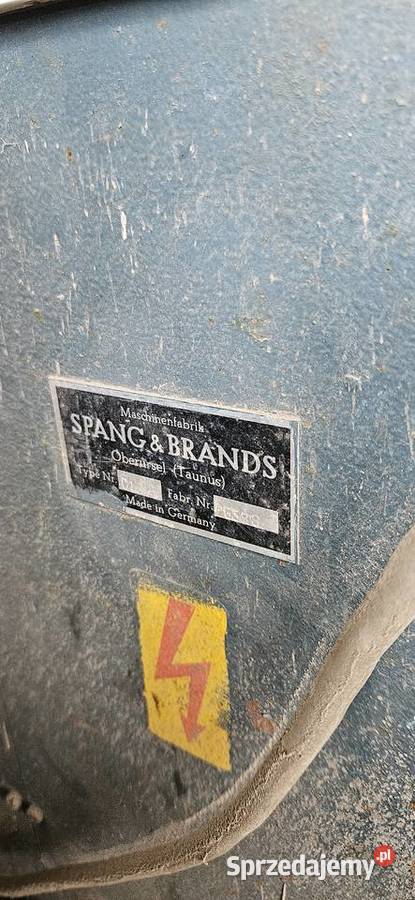 Maschinenfabrik
SPANG & BRANDS
Oberursel (Taunus)
Type Nr. Fabr. Nr.
Made in Germany
Sprzedajemy.pl